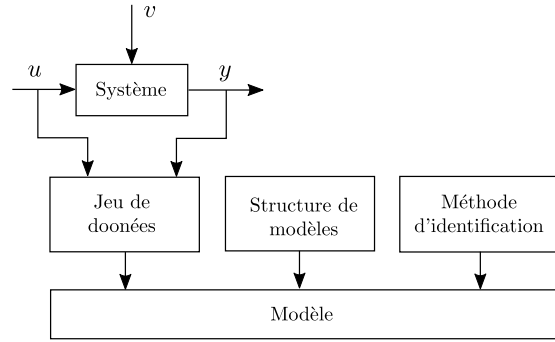 v
u
y
Système
Jeu de
doonées
Structure de
modèles
Méthode
d'identification
Modèle